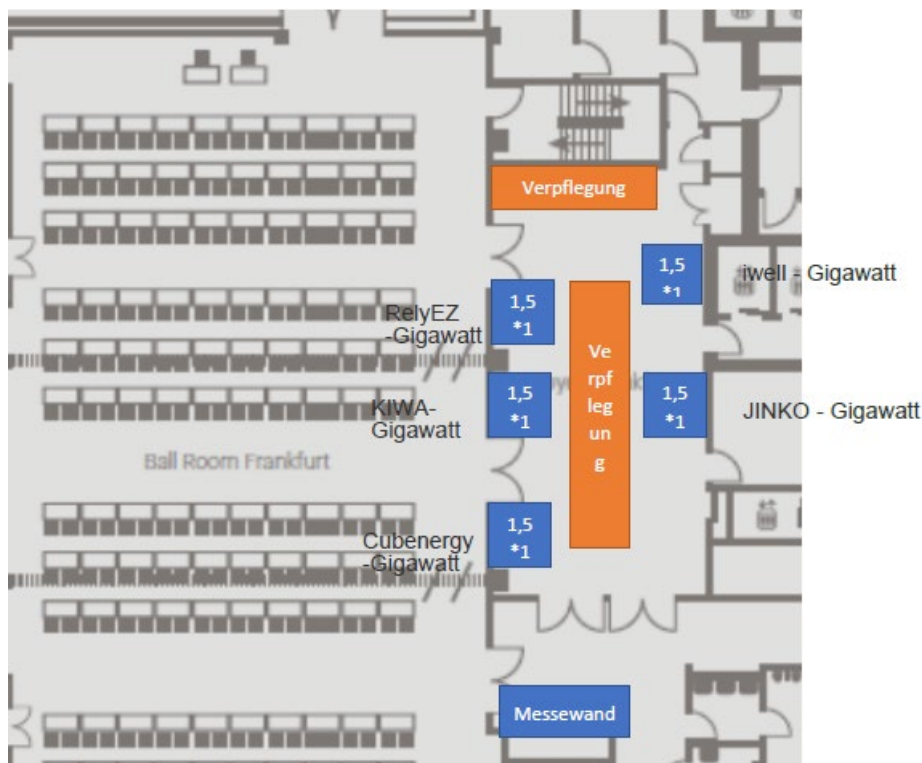 Verpflegung
1,5
*1
iwell - Gigawatt
1,5
*1
RelyEZ
-Gigawatt
Ve
rpf
leg
un
g
1,5
*1
KIWA-
Gigawatt
1,5
*1
JINKO - Gigawatt
Ball Room Frankfurt
1,5
*1
Cubenergy
-Gigawatt
Messewand